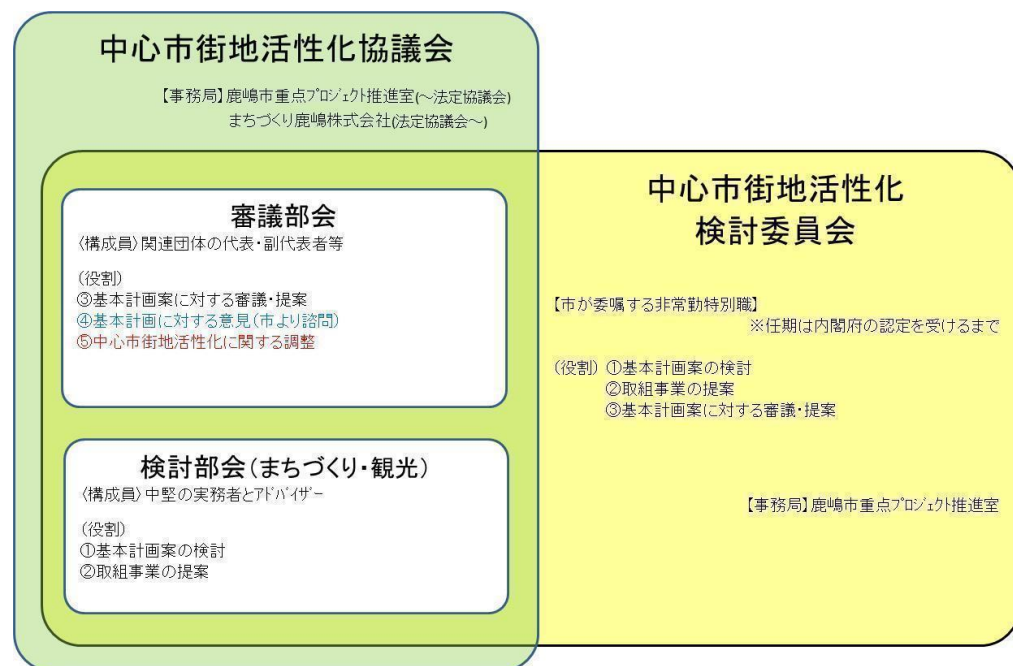 中心市街地活性化協議会
【事務局】鹿嶋市重点ﾌﾟﾛｼﾞｪｸﾄ推進室(～法定協議会)
まちづくり鹿嶋株式会社(法定協議会～)
審議部会
〈構成員〉関連団体の代表・副代表者等
(役割)
③基本計画案に対する審議・提案
④基本計画に対する意見(市より諮問)
⑤中心市街地活性化に関する調整
検討部会(まちづくり・観光)
〈構成員〉中堅の実務者とｱﾄﾞﾊﾞｲｻﾞｰ
(役割)
①基本計画案の検討
②取組事業の提案
中心市街地活性化
検討委員会
【市が委嘱する非常勤特別職】
※任期は内閣府の認定を受けるまで
(役割) ①基本計画案の検討
②取組事業の提案
③基本計画案に対する審議・提案
【事務局】鹿嶋市重点ﾌﾟﾛｼﾞｪｸﾄ推進室